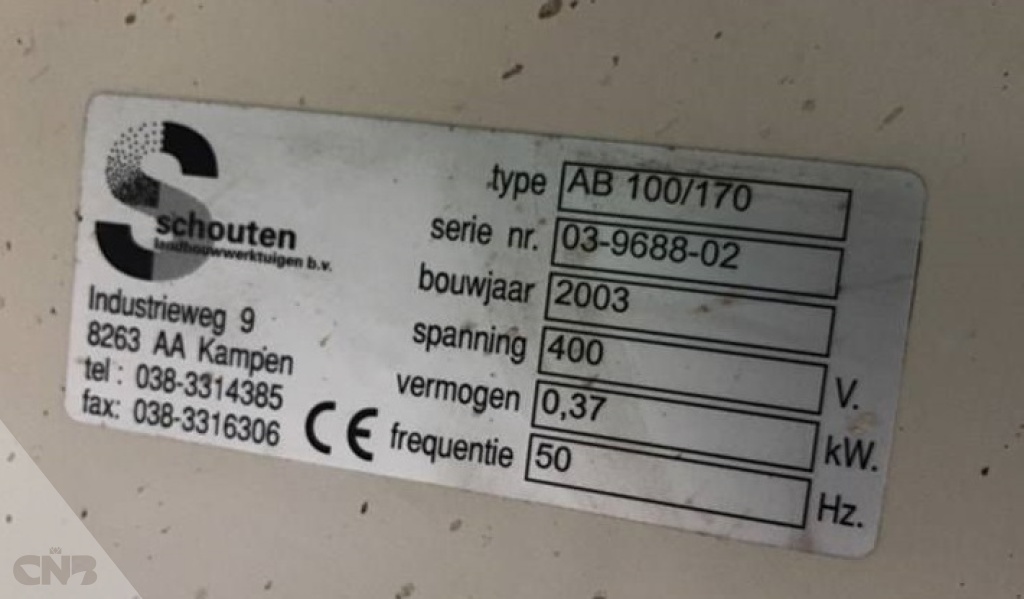 schouten
landbouwwerktuigen b.v.
Industrieweg 9
8263 AA Kampen
tel : 038-3314385
fax: 038-3316306
CE
type AB 100/170
serie nr. 03-9688-02
bouwjaar 2003
spanning 400 V.
vermogen 0,37 kW.
frequentie 50 Hz.
CNB